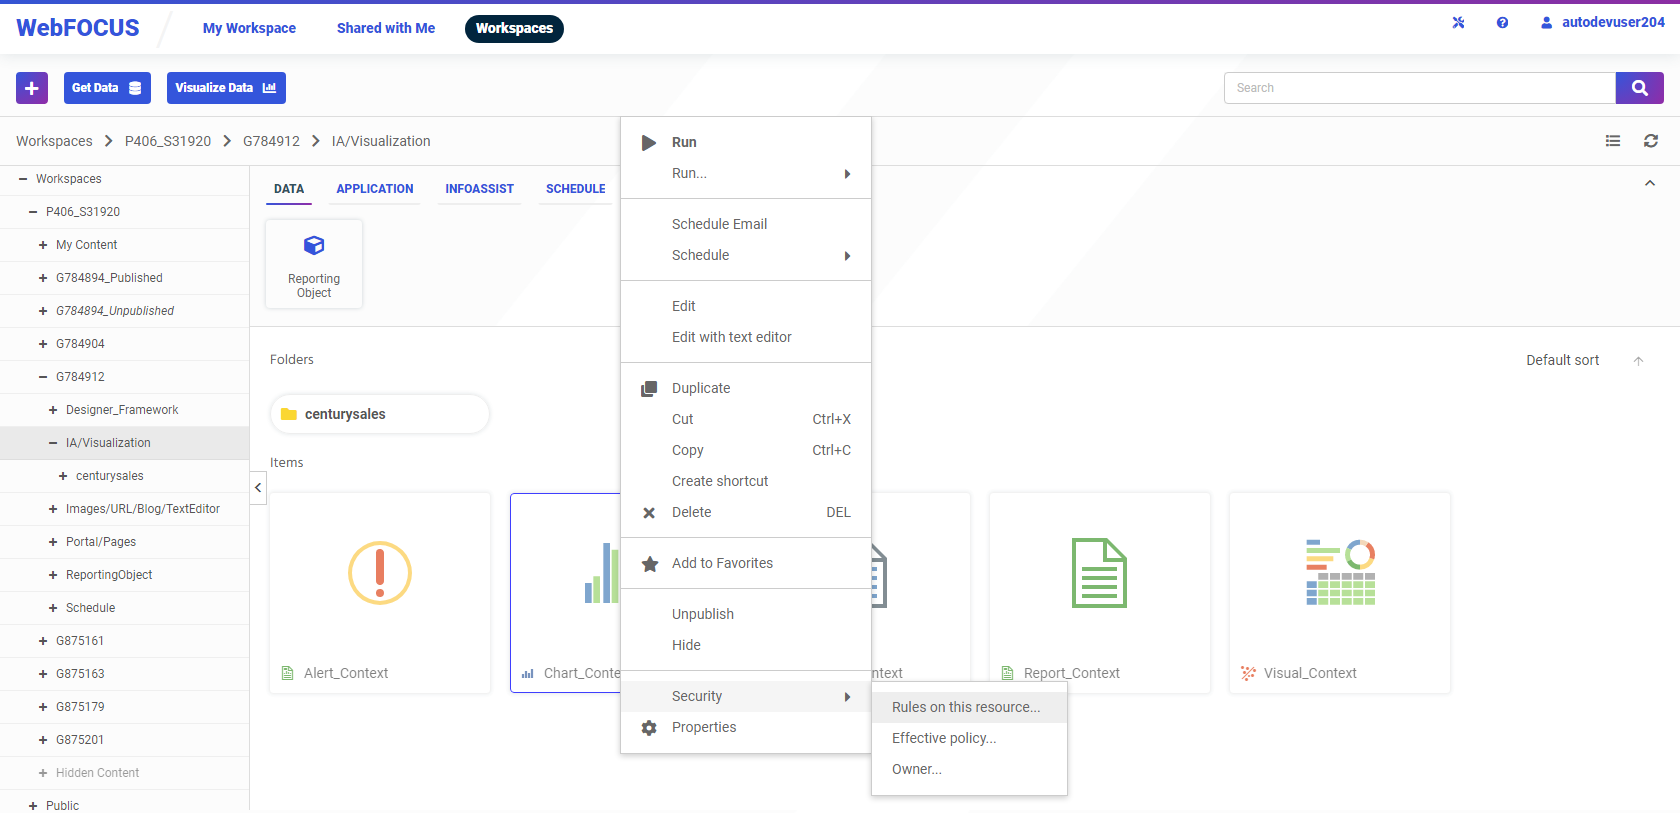 WebFOCUS
My Workspace
Shared with Me
Workspaces
autodevuser204
Get Data
Visualize Data
Search
Workspaces
P406_S31920
G784912
IA/Visualization
Workspaces
P406_S31920
My Content
G784894_Published
G784894_Unpublished
G784904
G784912
Designer_Framework
IA/Visualization
centurysales
Images/URL/Blog/TextEditor
Portal/Pages
ReportingObject
Schedule
G875161
G875163
G875179
G875201
Hidden Content
Public
DATA
APPLICATION
INFOASSIST
SCHEDULE
Reporting
Object
Folders
Default sort
centurysales
Items
Alert_Context
Chart_Conte
ntext
Report_Context
Visual_Context
Run
Run...
Schedule Email
Schedule
Edit
Edit with text editor
Duplicate
Cut Ctrl+X
Copy Ctrl+C
Create shortcut
Delete DEL
Add to Favorites
Unpublish
Hide
Security
Properties
Rules on this resource...
Effective policy...
Owner...